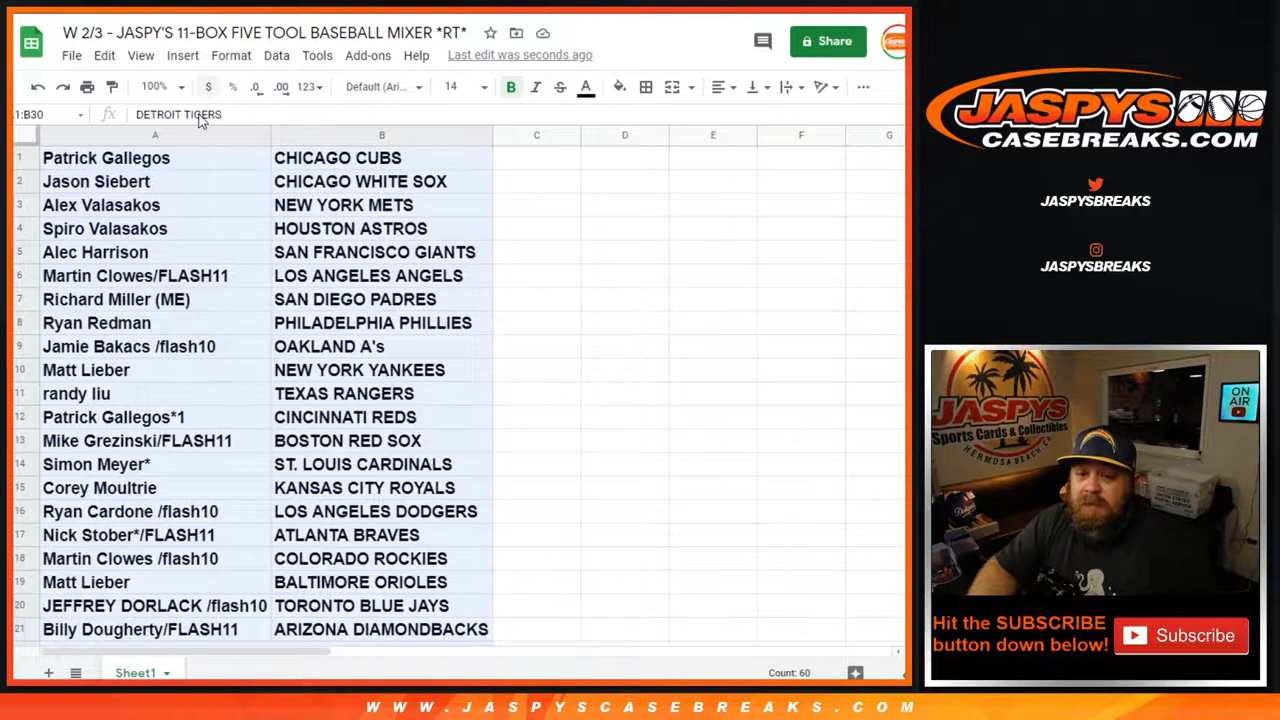 W 2/3 - JASPY'S 11-BOX FIVE TOOL BASEBALL MIXER *RT*
Share
File Edit View Insert Format Data Tools Add-ons Help Last edit was seconds ago
100% $ % .0 .00 123 Default (Ari... 14 B I S A
1:B30 fx DETROIT TIGERS
A B C D E F G
1 Patrick Gallegos CHICAGO CUBS
2 Jason Siebert CHICAGO WHITE SOX
3 Alex Valasakos NEW YORK METS
4 Spiro Valasakos HOUSTON ASTROS
5 Alec Harrison SAN FRANCISCO GIANTS
6 Martin Clowes/FLASH11 LOS ANGELES ANGELS
7 Richard Miller (ME) SAN DIEGO PADRES
8 Ryan Redman PHILADELPHIA PHILLIES
9 Jamie Bakacs /flash10 OAKLAND A's
10 Matt Lieber NEW YORK YANKEES
11 randy liu TEXAS RANGERS
12 Patrick Gallegos*1 CINCINNATI REDS
13 Mike Grezinski/FLASH11 BOSTON RED SOX
14 Simon Meyer* ST. LOUIS CARDINALS
15 Corey Moultrie KANSAS CITY ROYALS
16 Ryan Cardone /flash10 LOS ANGELES DODGERS
17 Nick Stober*/FLASH11 ATLANTA BRAVES
18 Martin Clowes /flash10 COLORADO ROCKIES
19 Matt Lieber BALTIMORE ORIOLES
20 JEFFREY DORLACK /flash10 TORONTO BLUE JAYS
21 Billy Dougherty/FLASH11 ARIZONA DIAMONDBACKS
Sheet1 Count: 60
JASPYS
CASEBREAKS.COM
JASPYSBREAKS
JASPYSBREAKS
JASPYS
Sports Cards & Collectibles
HERMOSA BEACH, CA
ON AIR
Hit the SUBSCRIBE
button down below!
Subscribe
WWW.JASPYSCASEBREAKS.COM